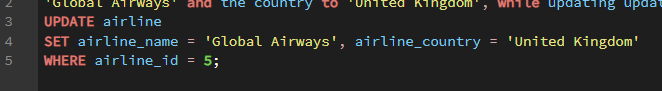 2 'Global Airways' and the country to 'United Kingdom', while updating
3 UPDATE airline
4 SET airline_name = 'Global Airways', airline_country = 'United Kingdom'
5 WHERE airline_id = 5;